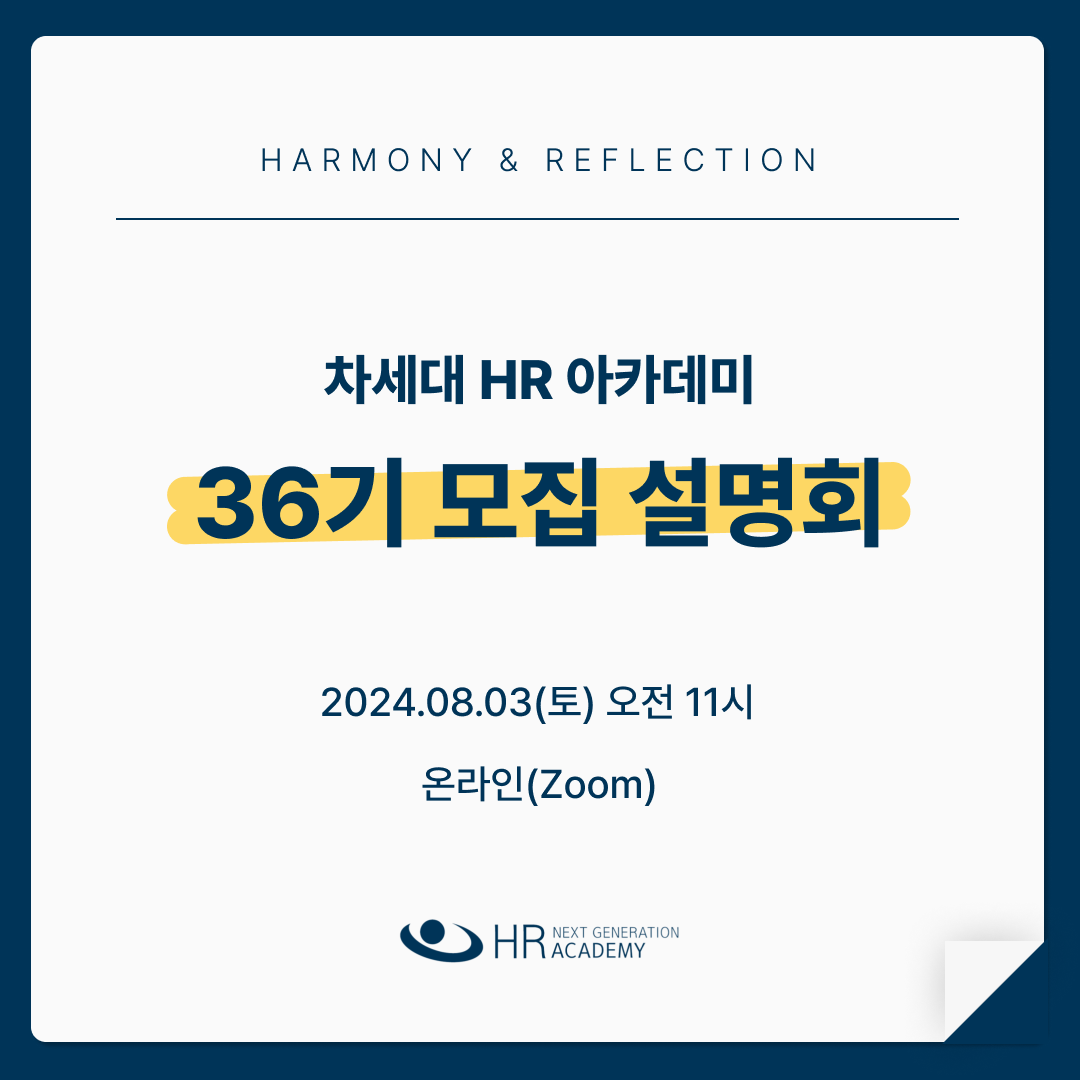 HARMONY & REFLECTION
차세대 HR 아카데미
36기 모집 설명회
2024.08.03(토) 오전 11시
온라인(Zoom)
HR NEXT GENERATION
ACADEMY